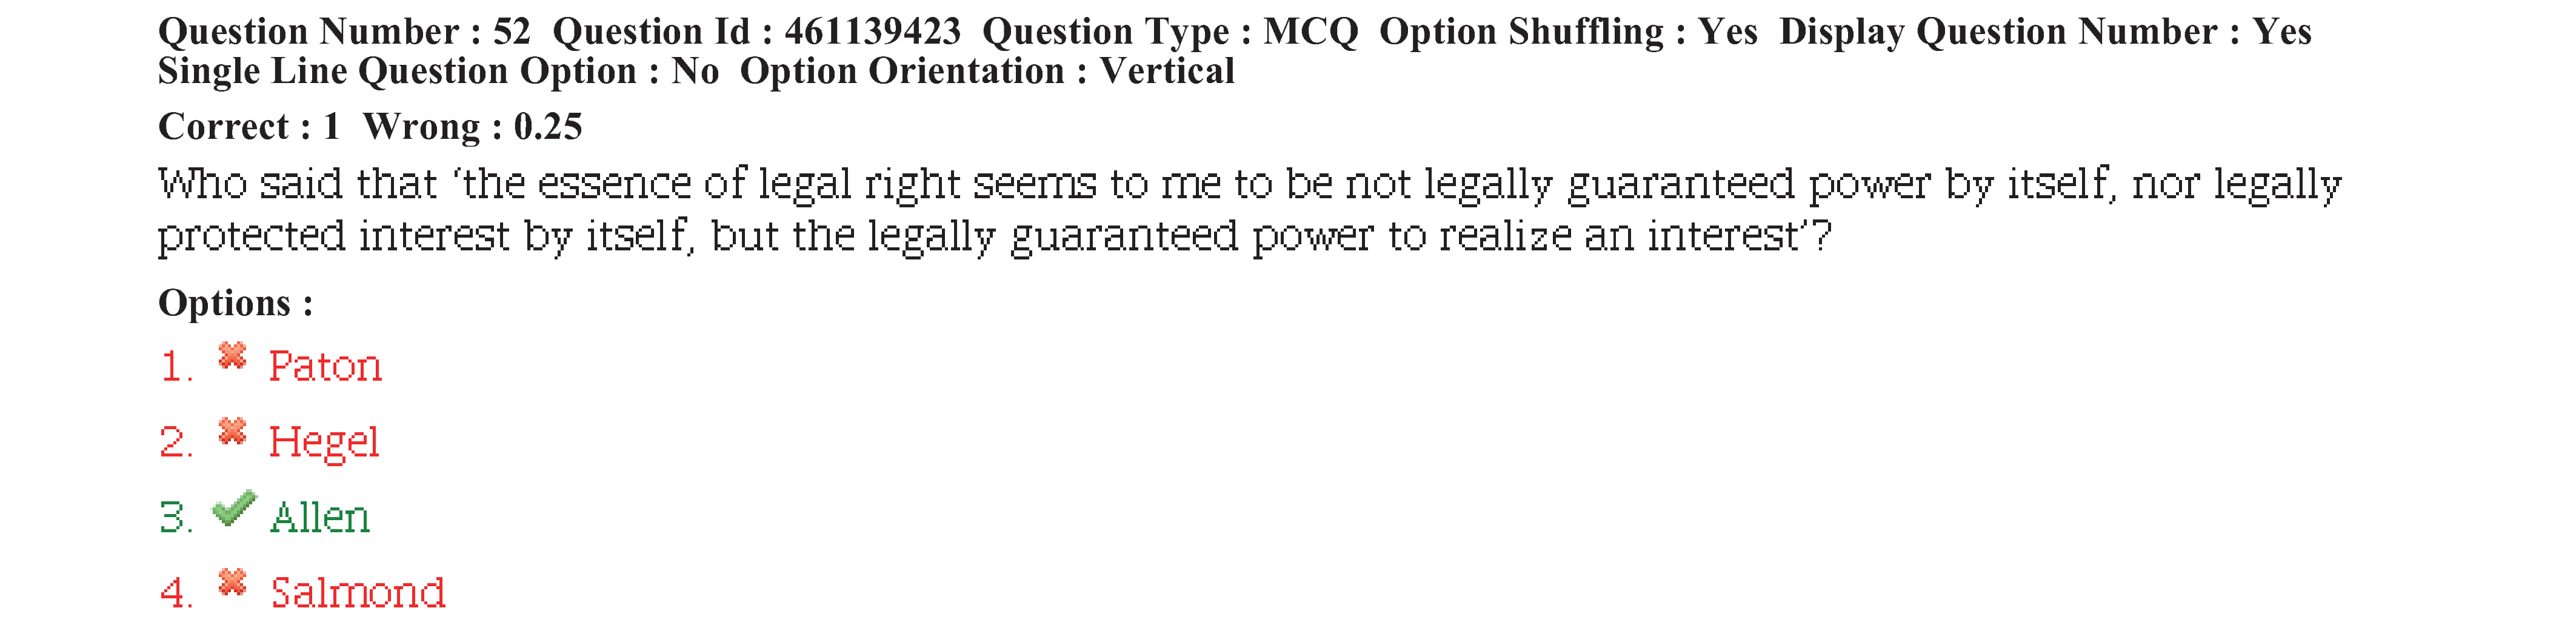 Question Number : 52 Question Id : 461139423 Question Type : MCQ Option Shuffling : Yes Display Question Number : Yes
Single Line Question Option : No Option Orientation : Vertical
Correct : 1 Wrong : 0.25
Who said that ‘the essence of legal right seems to me to be not legally guaranteed power by itself, nor legally
protected interest by itself, but the legally guaranteed power to realize an interest’?
Options :
1. Paton
2. Hegel
3. Allen
4. Salmond